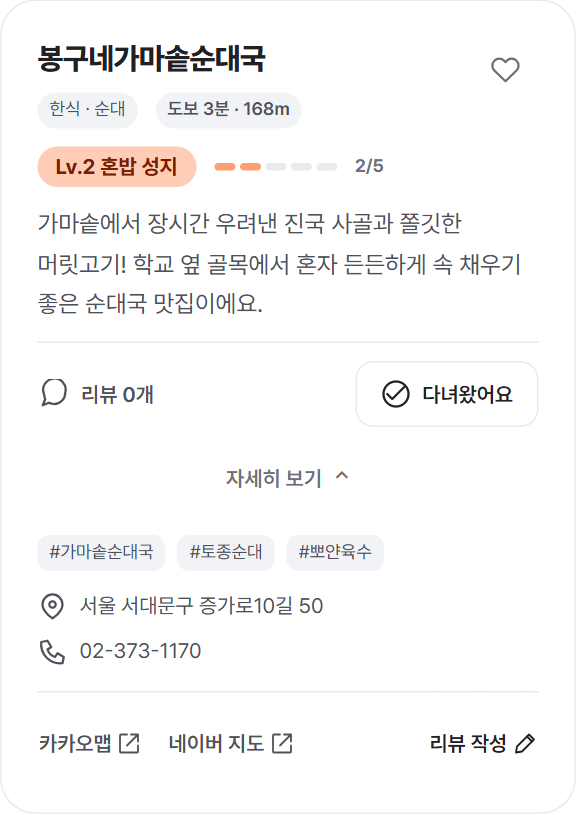 봉구네가마솥순대국
한식 · 순대
도보 3분 · 168m
Lv.2 혼밥 성지
2/5
가마솥에서 장시간 우려낸 진국 사골과 쫄깃한
머릿고기! 학교 옆 골목에서 혼자 든든하게 속 채우기
좋은 순대국 맛집이에요.
리뷰 0개
다녀왔어요
자세히 보기
#가마솥순대국
#토종순대
#뽀얀육수
서울 서대문구 증가로10길 50
02-373-1170
카카오맵
네이버 지도
리뷰 작성